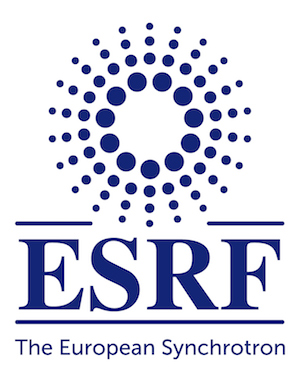 ESRF
The European Synchrotron